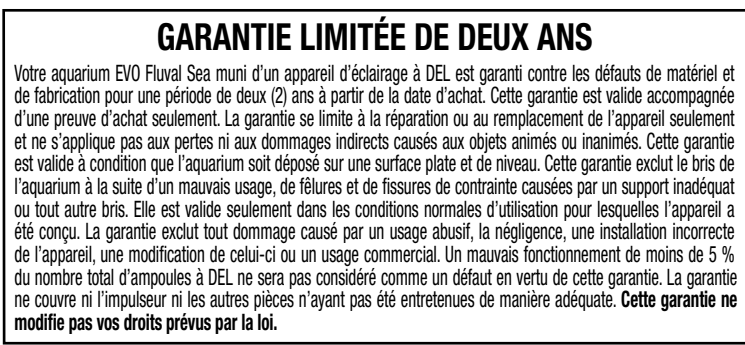 GARANTIE LIMITÉE DE DEUX ANS
Votre aquarium EVO Fluval Sea muni d’un appareil d’éclairage à DEL est garanti contre les défauts de matériel et
de fabrication pour une période de deux (2) ans à partir de la date d’achat. Cette garantie est valide accompagnée
d’une preuve d’achat seulement. La garantie se limite à la réparation ou au remplacement de l’appareil seulement
et ne s’applique pas aux pertes ni aux dommages indirects causés aux objets animés ou inanimés. Cette garantie
est valide à condition que l’aquarium soit déposé sur une surface plate et de niveau. Cette garantie exclut le bris de
l’aquarium à la suite d’un mauvais usage, de fêlures et de fissures de contrainte causées par un support inadéquat
ou tout autre bris. Elle est valide seulement dans les conditions normales d’utilisation pour lesquelles l’appareil a
été conçu. La garantie exclut tout dommage causé par un usage abusif, la négligence, une installation incorrecte
de l’appareil, une modification de celui-ci ou un usage commercial. Un mauvais fonctionnement de moins de 5 %
du nombre total d’ampoules à DEL ne sera pas considéré comme un défaut en vertu de cette garantie. La garantie
ne couvre ni l’impulseur ni les autres pièces n’ayant pas été entretenues de manière adéquate. Cette garantie ne
modifie pas vos droits prévus par la loi.